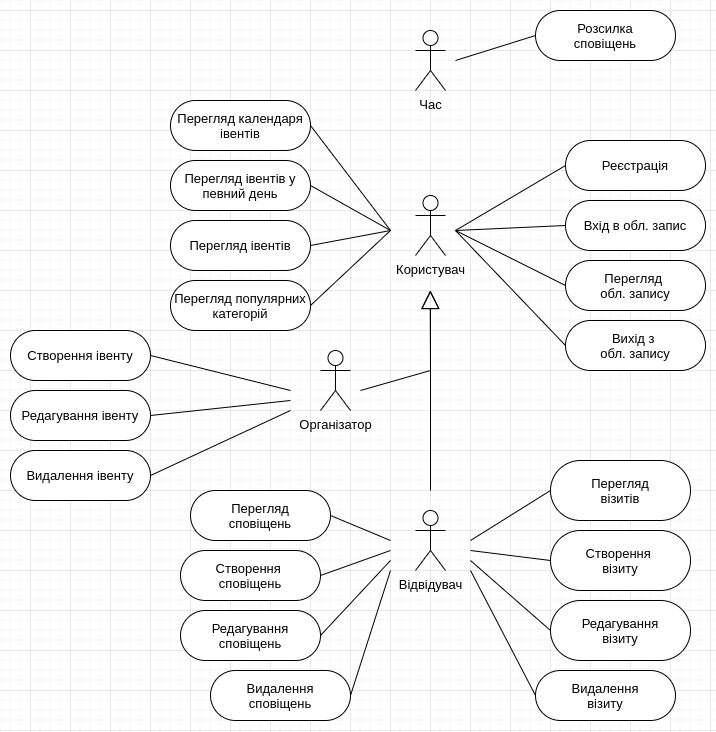 Розсилка
сповіщень
Час
Перегляд календаря
івентів
Перегляд івентів у
певний день
Перегляд івентів
Перегляд популярних
категорій
Користувач
Реєстрація
Вхід в обл. запис
Перегляд
обл. запису
Вихід з
обл. запису
Створення івенту
Редагування івенту
Видалення івенту
Організатор
Перегляд
сповіщень
Створення
сповіщень
Редагування
сповіщень
Видалення
сповіщень
Відвідувач
Перегляд
візитів
Створення
візиту
Редагування
візиту
Видалення
візиту